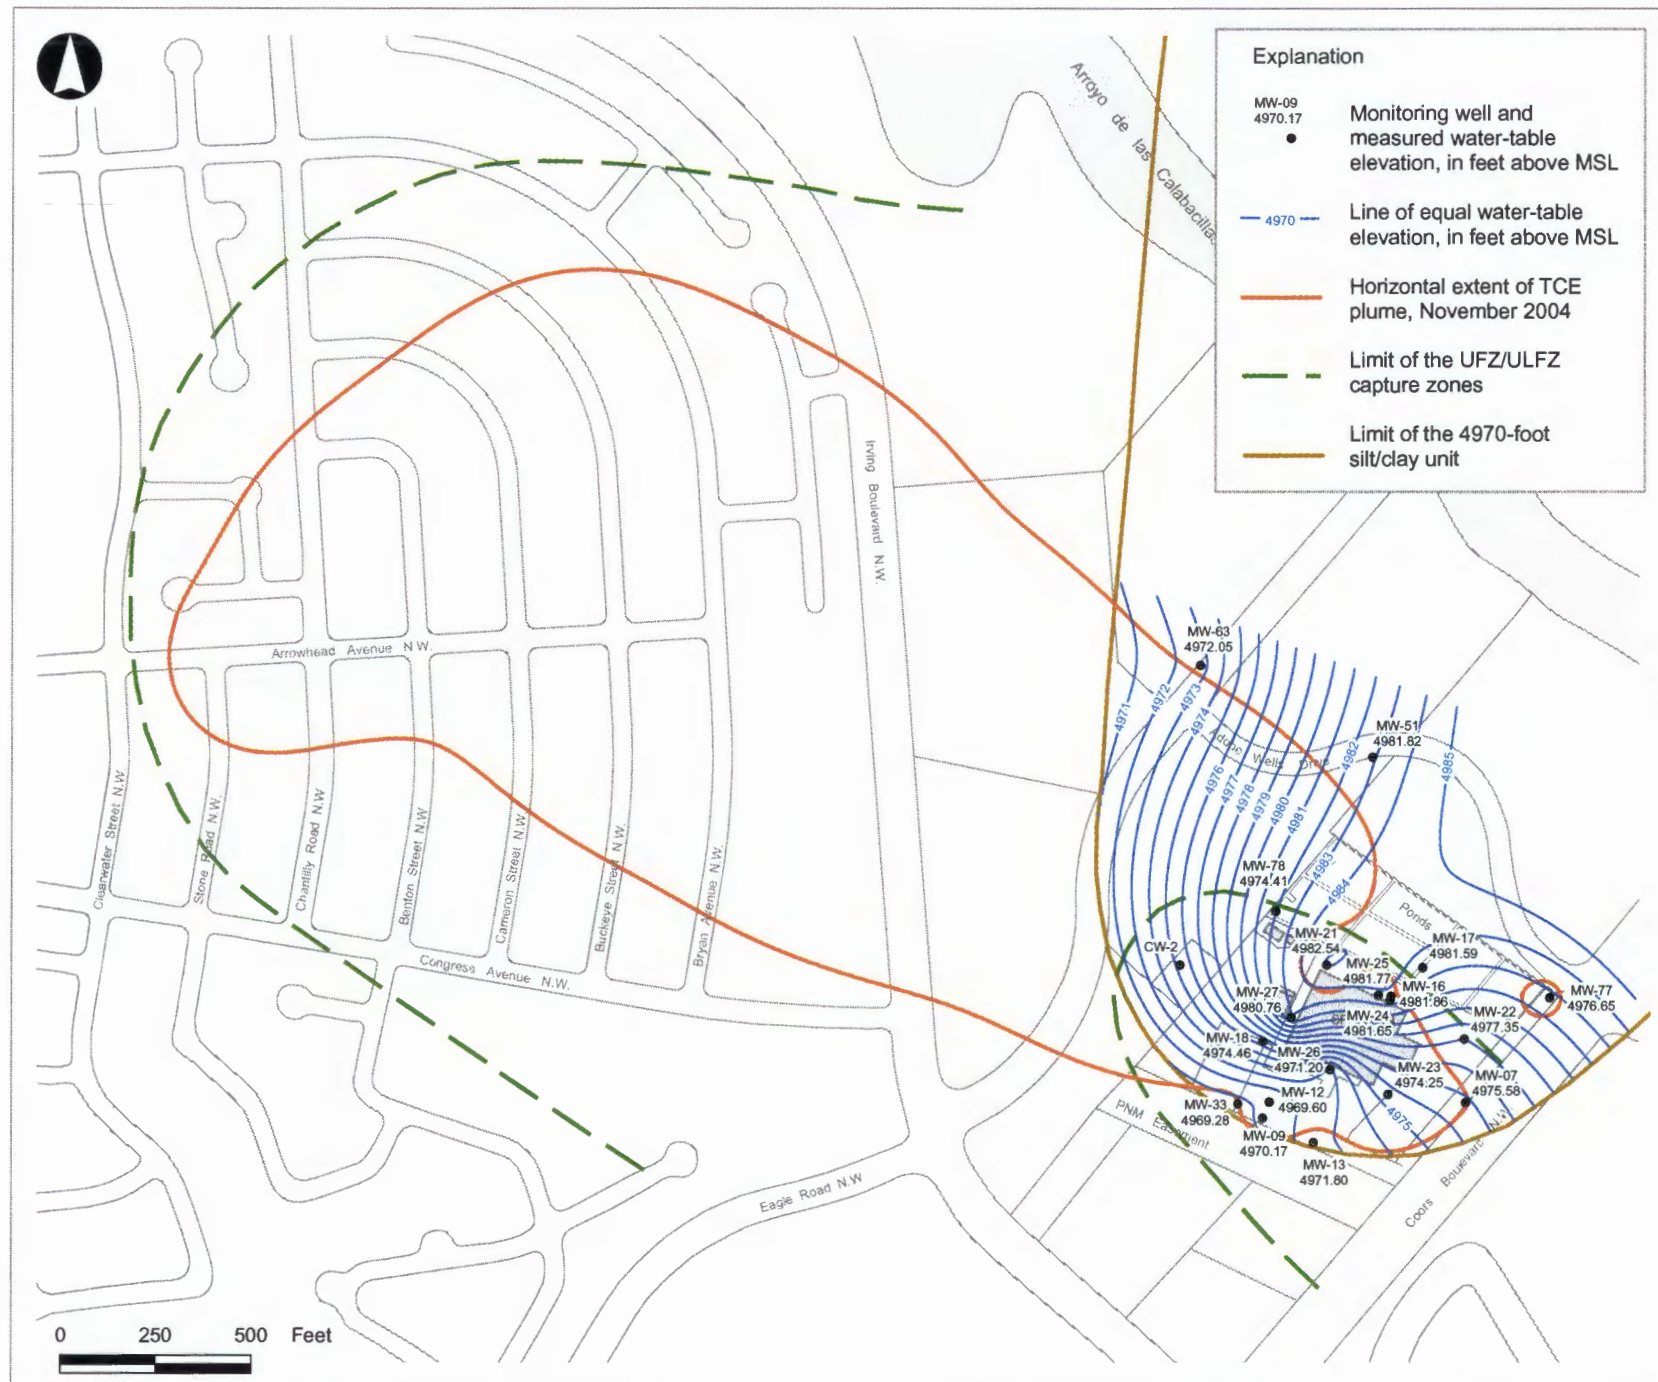 Explanation
MW-09
4970.17
Monitoring well and
measured water-table
elevation, in feet above MSL
4970
Line of equal water-table
elevation, in feet above MSL
Horizontal extent of TCE
plume, November 2004
Limit of the UFZ/ULFZ
capture zones
Limit of the 4970-foot
silt/clay unit
Arroyo de las Calabacillas
Irving Boulevard N.W.
Arrowhead Avenue N.W.
Clearwater Street N.W.
Stone Road N.W.
Chantilly Road N.W
Benton Street N.W.
Cameron Street N.W.
Buckeye Street N.W.
Bryan Avenue N.W.
Congress Avenue N.W.
Eagle Road N.W
PNM Easement
Coors Boulevard N.W.
Adobe Wells Drive
Ponds
MW-63
4972.05
MW-51
4981.82
4971
4972
4973
4974
4976
4977
4978
4979
4980
4981
4982
4983
4984
4985
4975
MW-78
4974.41
CW-2
MW-21
4982.54
MW-17
4981.59
MW-25
4981.77
MW-16
4981.86
MW-77
4976.65
MW-27
4980.76
MW-24
4981.65
MW-22
4977.35
MW-18
4974.46
MW-26
4971.20
MW-23
4974.25
MW-07
4975.58
MW-12
4969.60
MW-33
4969.28
MW-09
4970.17
MW-13
4971.80
0 250 500 Feet